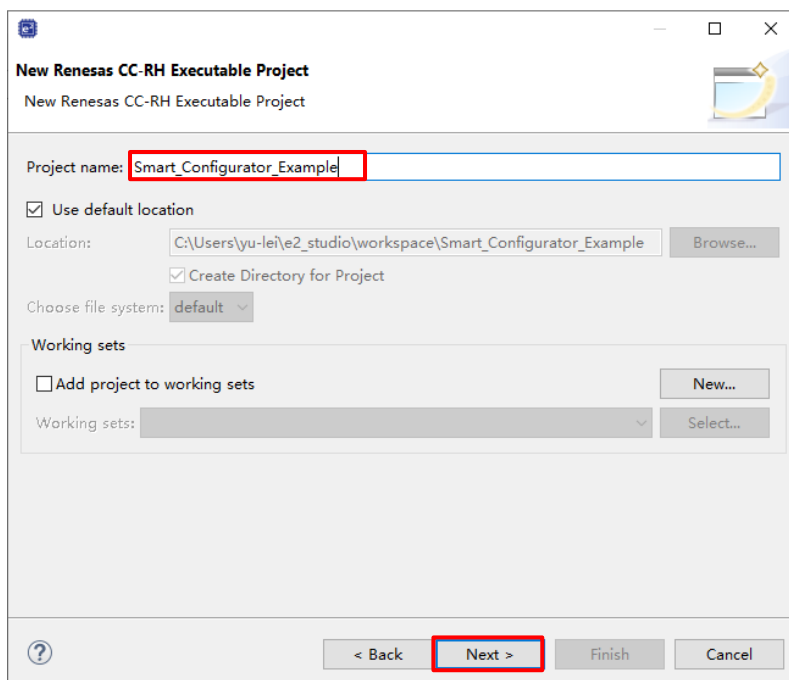 New Renesas CC-RH Executable Project
New Renesas CC-RH Executable Project
Project name: Smart_Configurator_Example
Use default location
Location: C:\Users\yu-lei\e2_studio\workspace\Smart_Configurator_Example Browse...
Create Directory for Project
Choose file system: default
Working sets
Add project to working sets New...
Working sets: Select...
? < Back Next > Finish Cancel